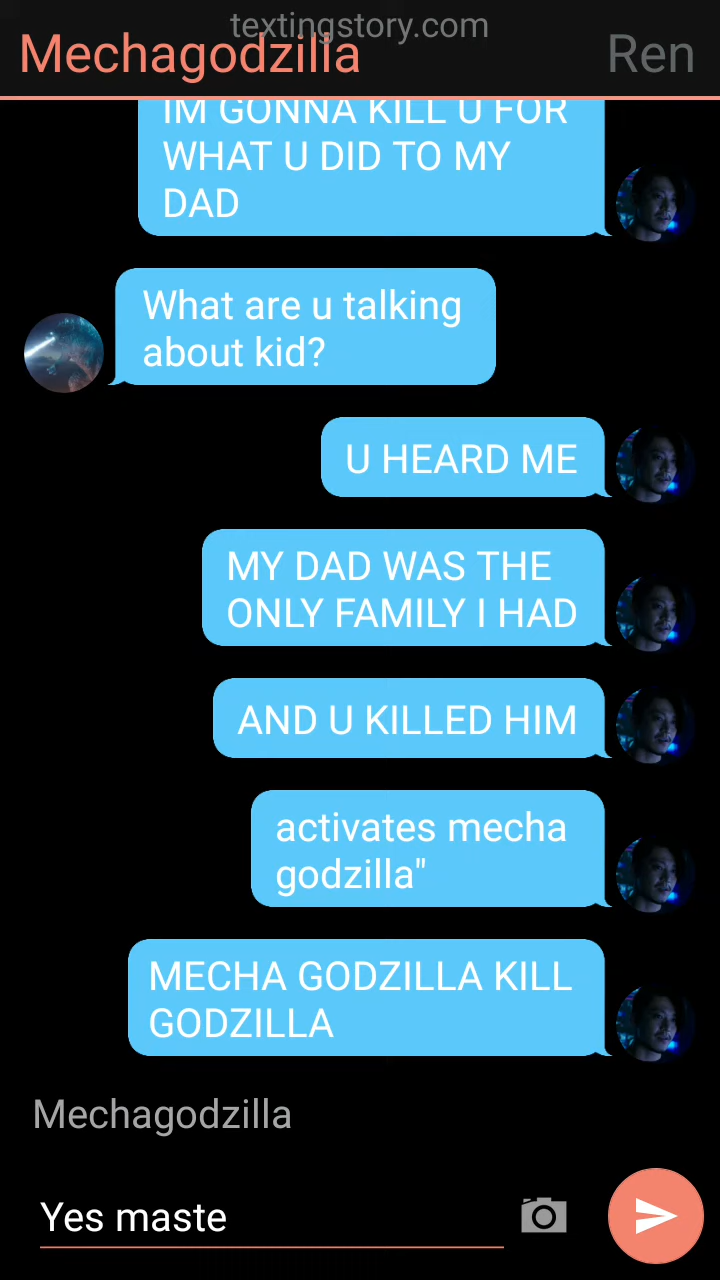 textingstory.com
Mechagodzilla
Ren
IM GONNA KILL U FOR
WHAT U DID TO MY
DAD
What are u talking
about kid?
U HEARD ME
MY DAD WAS THE
ONLY FAMILY I HAD
AND U KILLED HIM
activates mecha
godzilla"
MECHA GODZILLA KILL
GODZILLA
Mechagodzilla
Yes maste